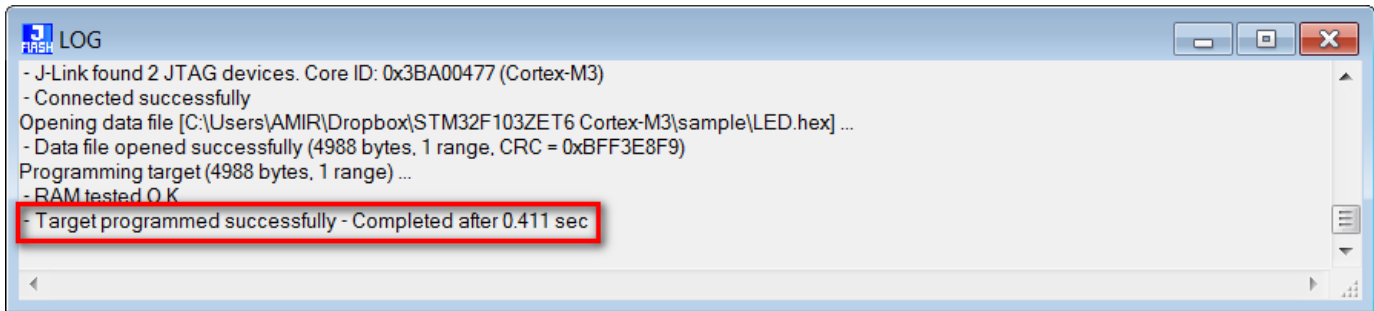 J FLASH LOG
- J-Link found 2 JTAG devices. Core ID: 0x3BA00477 (Cortex-M3)
- Connected successfully
Opening data file [C:\Users\AMIR\Dropbox\STM32F103ZET6 Cortex-M3\sample\LED.hex] ...
- Data file opened successfully (4988 bytes, 1 range, CRC = 0xBFF3E8F9)
Programming target (4988 bytes, 1 range) ...
- RAM tested O.K.
- Target programmed successfully - Completed after 0.411 sec